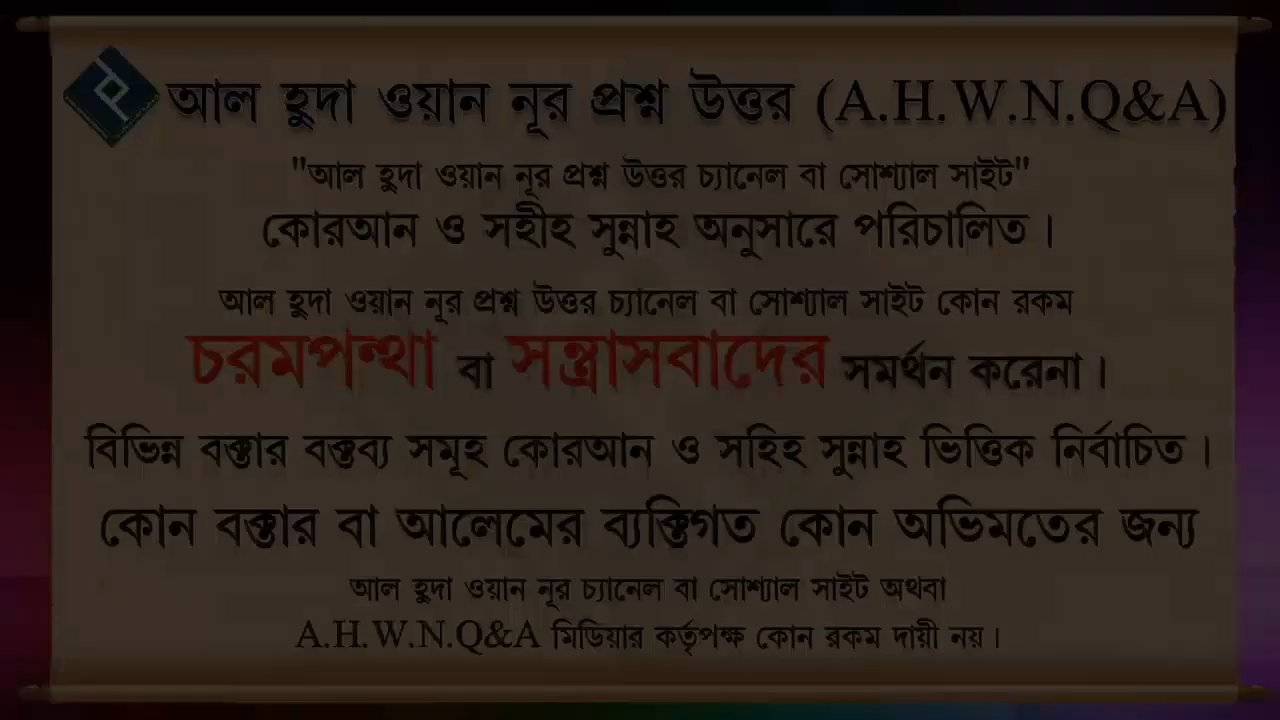 আল হুদা ওয়ান নূর প্রশ্ন উত্তর (A.H.W.N.Q&A)
"আল হুদা ওয়ান নূর প্রশ্ন উত্তর চ্যানেল বা সোশ্যাল সাইট"
কোরআন ও সহীহ সুন্নাহ অনুসারে পরিচালিত।
আল হুদা ওয়ান নূর প্রশ্ন উত্তর চ্যানেল বা সোশ্যাল সাইট কোন রকম
চরমপন্থা বা সন্ত্রাসবাদের সমর্থন করেনা।
বিভিন্ন বক্তার বক্তব্য সমূহ কোরআন ও সহিহ সুন্নাহ ভিত্তিক নির্বাচিত।
কোন বক্তার বা আলেমের ব্যক্তিগত কোন অভিমতের জন্য
আল হুদা ওয়ান নূর চ্যানেল বা সোশ্যাল সাইট অথবা
A.H.W.N.Q&A মিডিয়ার কর্তৃপক্ষ কোন রকম দায়ী নয়।